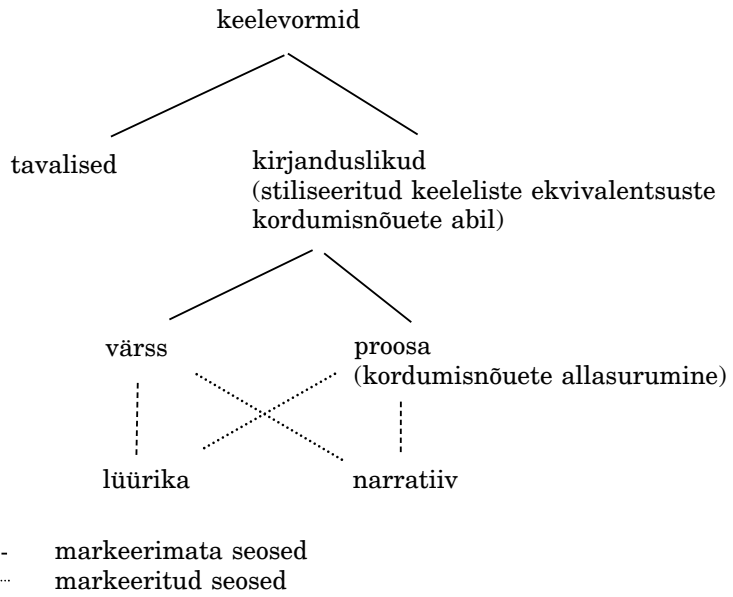 keelevormid
tavalised
kirjanduslikud
(stiliseeritud keeleliste ekvivalentsuste
kordumisnõuete abil)
värss
proosa
(kordumisnõuete allasurumine)
lüürika
narratiiv
- markeerimata seosed
... markeeritud seosed